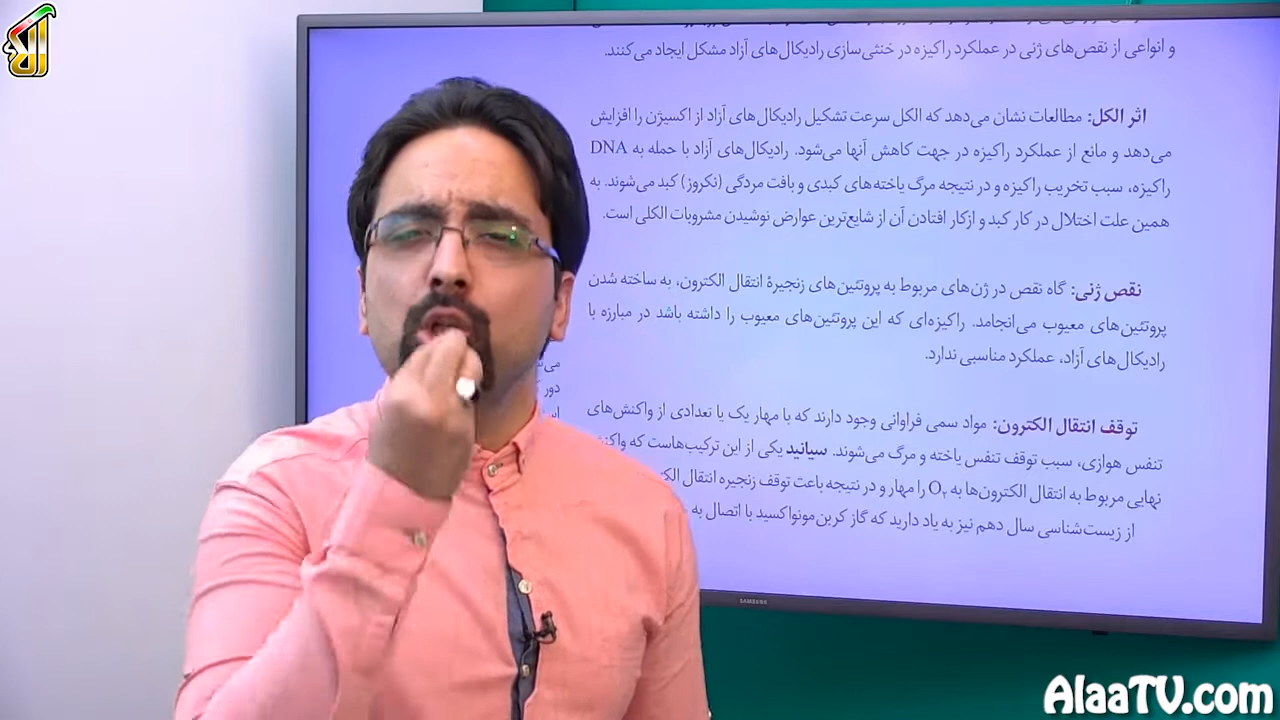 و انواعی از نقص‌های ژنی در عملکرد راکیزه در خنثی‌سازی رادیکال‌های آزاد مشکل ایجاد می‌کنند.
اثر الکل: مطالعات نشان می‌دهد که الکل سرعت تشکیل رادیکال‌های آزاد از اکسیژن را افزایش
می‌دهد و مانع از عملکرد راکیزه در جهت کاهش آنها می‌شود. رادیکال‌های آزاد با حمله به DNA
راکیزه، سبب تخریب راکیزه و در نتیجه مرگ یاخته‌های کبدی و بافت مردگی (نکروز) کبد می‌شوند. به
همین علت اختلال در کار کبد و ازکار افتادن آن از شایع‌ترین عوارض نوشیدن مشروبات الکلی است.
نقص ژنی: گاه نقص در ژن‌های مربوط به پروتئین‌های زنجیرهٔ انتقال الکترون، به ساخته شدن
پروتئین‌های معیوب می‌انجامد. راکیزه‌ای که این پروتئین‌های معیوب را داشته باشد در مبارزه با
رادیکال‌های آزاد، عملکرد مناسبی ندارد.
دور
توقف انتقال الکترون: مواد سمی فراوانی وجود دارند که با مهار یک یا تعدادی از واکنش‌های
تنفس هوازی، سبب توقف تنفس یاخته و مرگ می‌شوند. سیانید یکی از این ترکیب‌هاست که
نهایی مربوط به انتقال الکترون‌ها به O₂ را مهار و در نتیجه باعث توقف زنجیره انتقال
از زیست‌شناسی سال دهم نیز به یاد دارید که گاز کربن‌مونواکسید با اتصال به
SAMSUNG
AlaaTV.com